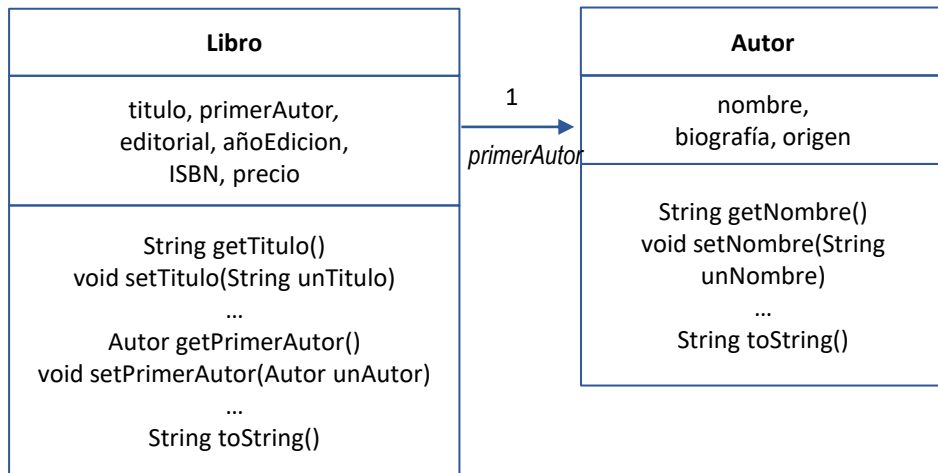 Libro
titulo, primerAutor,
editorial, añoEdicion,
ISBN, precio
String getTitulo()
void setTitulo(String unTitulo)
...
Autor getPrimerAutor()
void setPrimerAutor(Autor unAutor)
...
String toString()
1
primerAutor
Autor
nombre,
biografía, origen
String getNombre()
void setNombre(String
unNombre)
...
String toString()